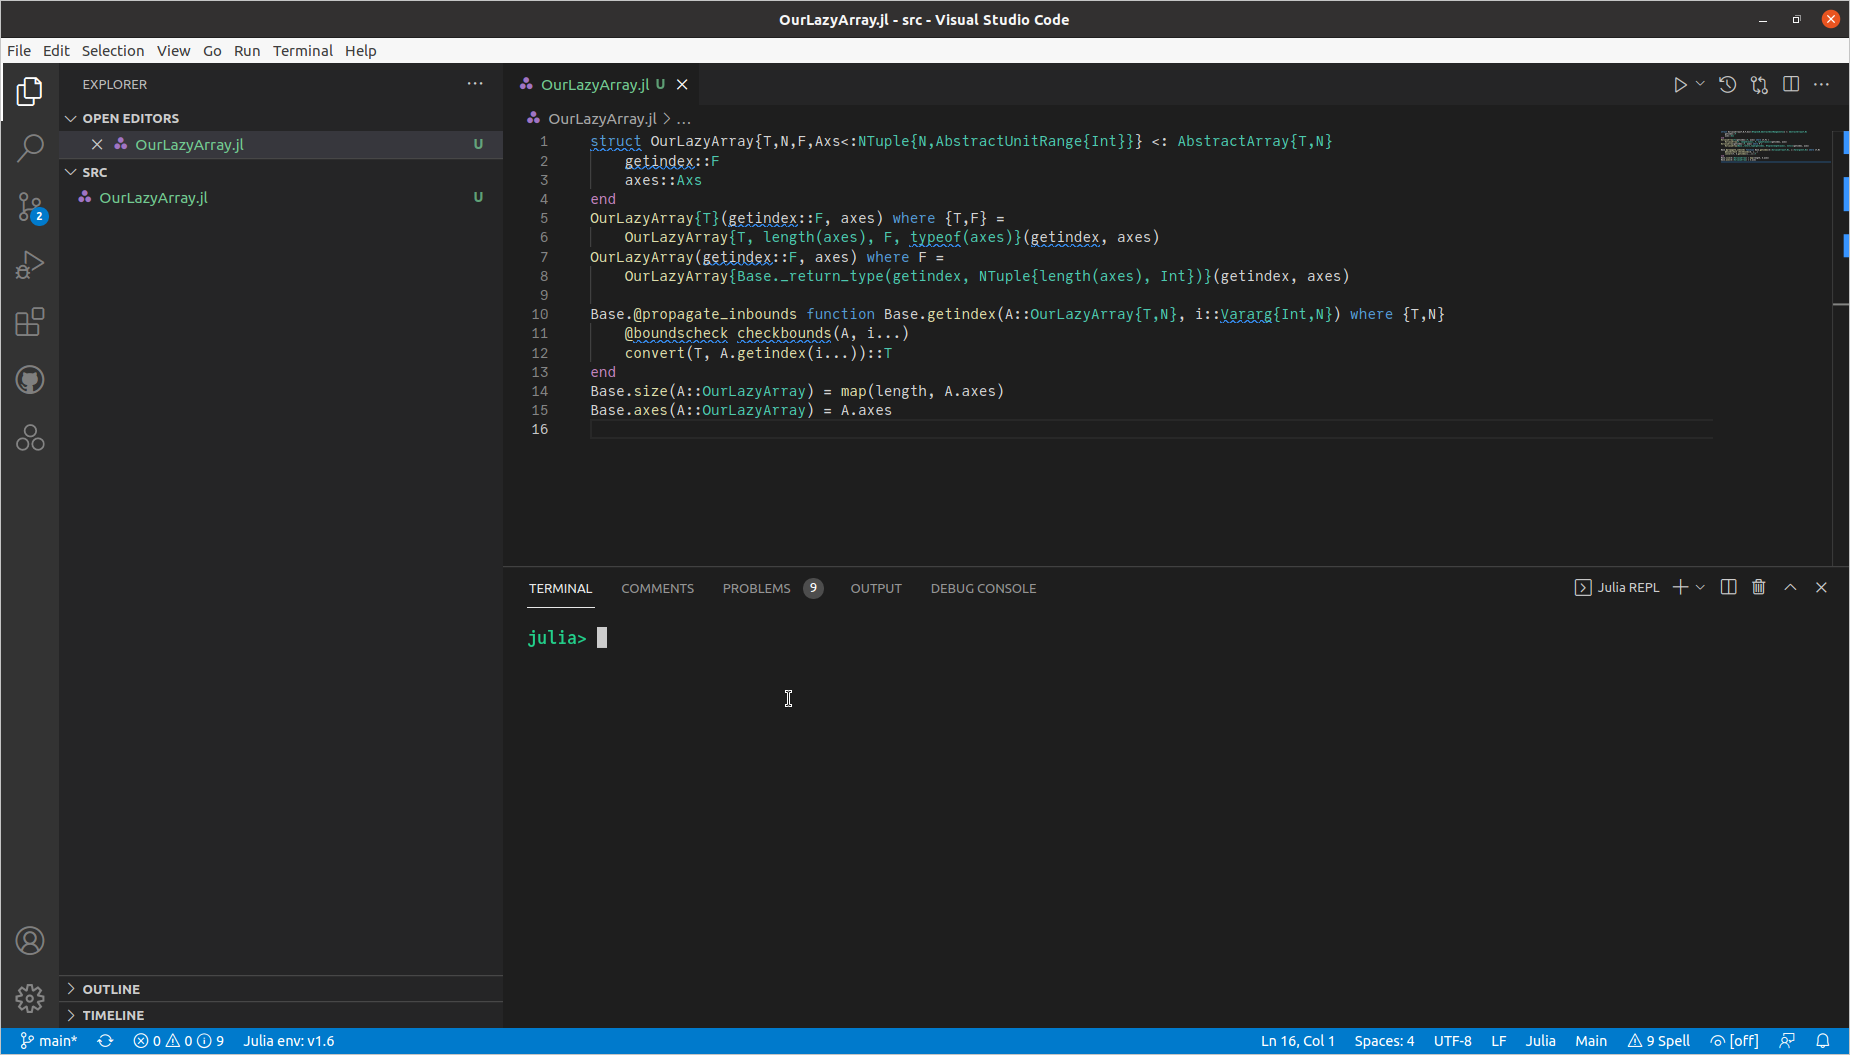 OurLazyArray.jl - src - Visual Studio Code
File Edit Selection View Go Run Terminal Help
EXPLORER
OPEN EDITORS
OurLazyArray.jl U
SRC
OurLazyArray.jl U
2
OUTLINE
TIMELINE
OurLazyArray.jl U
OurLazyArray.jl > ...
1 struct OurLazyArray{T,N,F,Axs<:NTuple{N,AbstractUnitRange{Int}}} <: AbstractArray{T,N}
2     getindex::F
3     axes::Axs
4 end
5 OurLazyArray{T}(getindex::F, axes) where {T,F} =
6     OurLazyArray{T, length(axes), F, typeof(axes)}(getindex, axes)
7 OurLazyArray(getindex::F, axes) where F =
8     OurLazyArray{Base._return_type(getindex, NTuple{length(axes), Int})}(getindex, axes)
9
10 Base.@propagate_inbounds function Base.getindex(A::OurLazyArray{T,N}, i::Vararg{Int,N}) where {T,N}
11     @boundscheck checkbounds(A, i...)
12     convert(T, A.getindex(i...))::T
13 end
14 Base.size(A::OurLazyArray) = map(length, A.axes)
15 Base.axes(A::OurLazyArray) = A.axes
16
TERMINAL COMMENTS PROBLEMS 9 OUTPUT DEBUG CONSOLE Julia REPL
julia>
main* 0 0 9 Julia env: v1.6 Ln 16, Col 1 Spaces: 4 UTF-8 LF Julia Main 9 Spell [off]